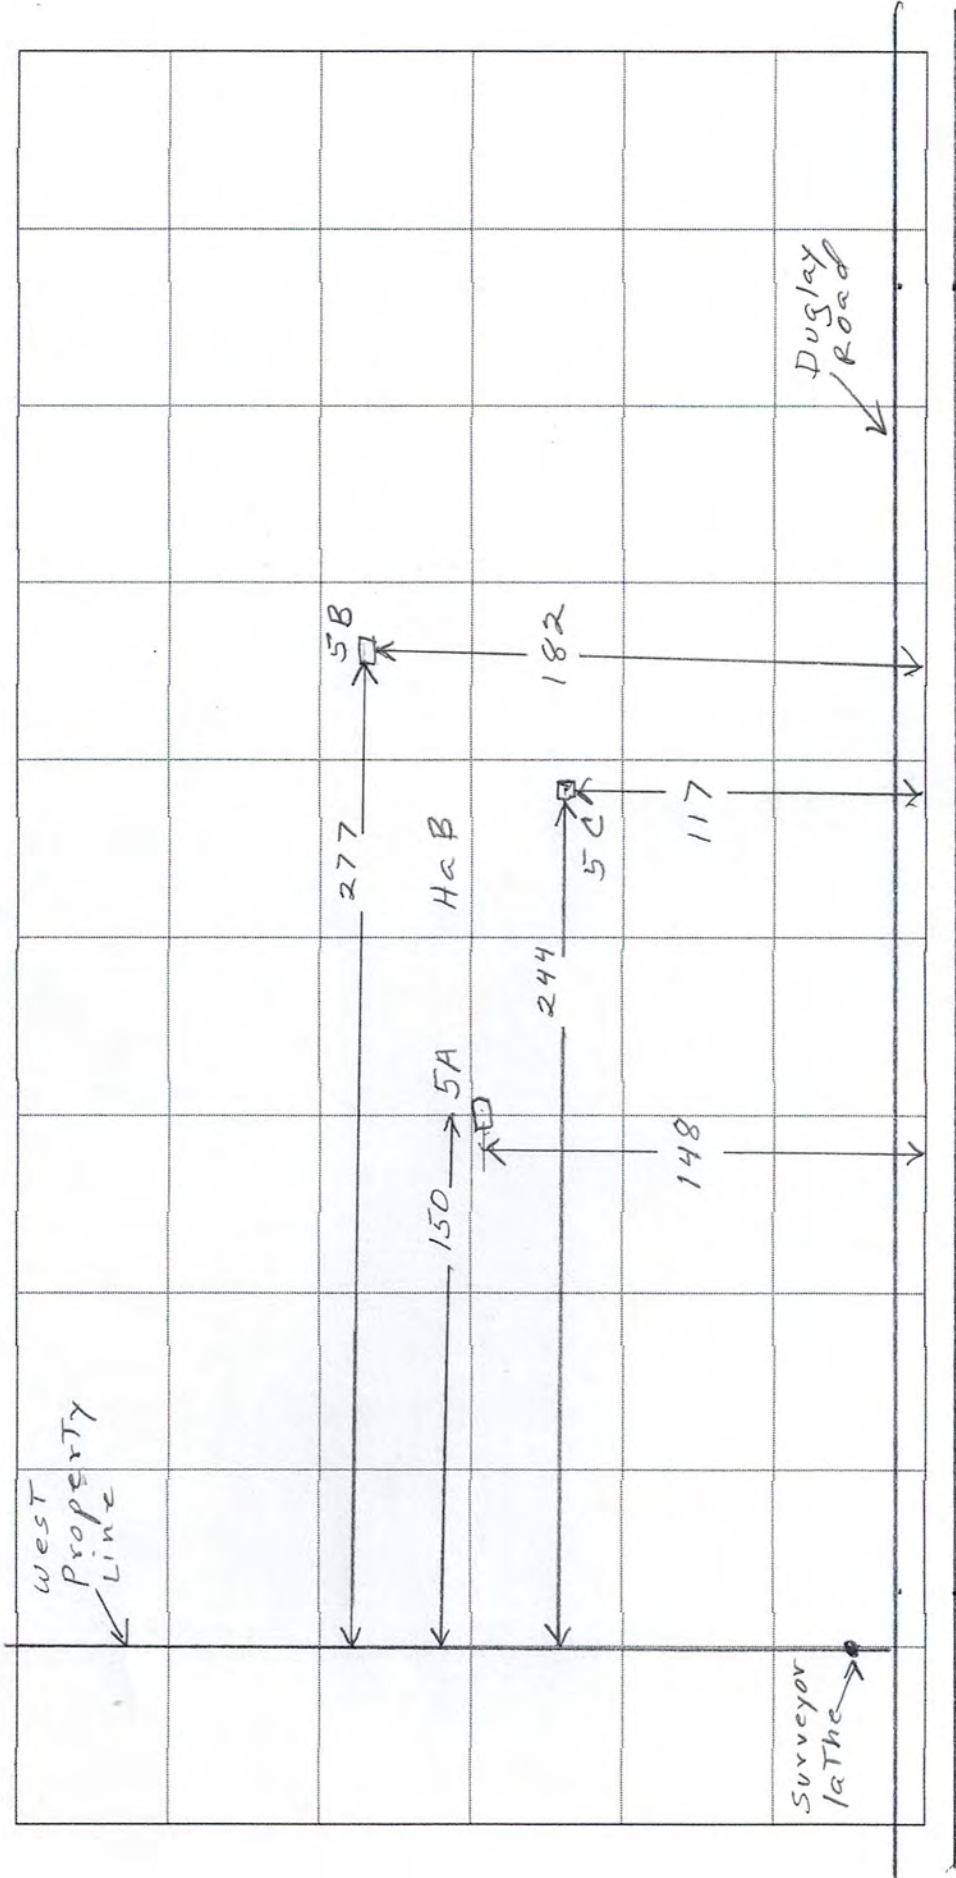 West
Property
Line
5B
277
182
HaB
150
5A
5C
244
117
148
Surveyor
laThe
Duglay
Road